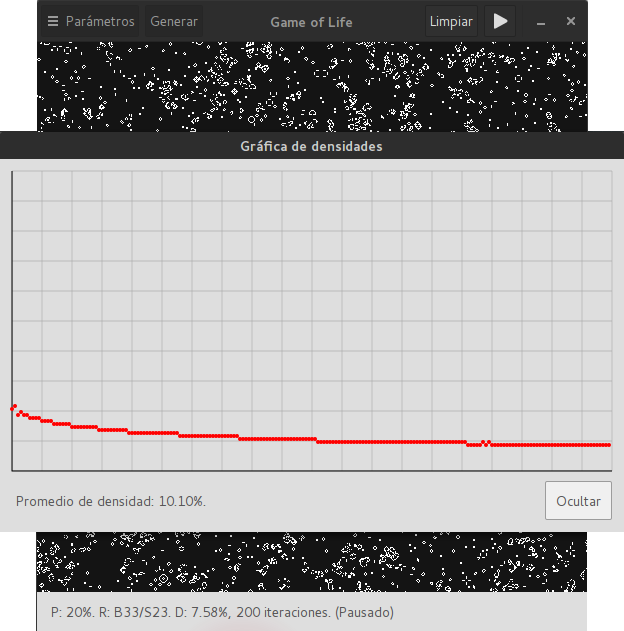 Parámetros Generar Game of Life Limpiar
Gráfica de densidades
Promedio de densidad: 10.10%. Ocultar
P: 20%. R: B33/S23. D: 7.58%, 200 iteraciones. (Pausado)